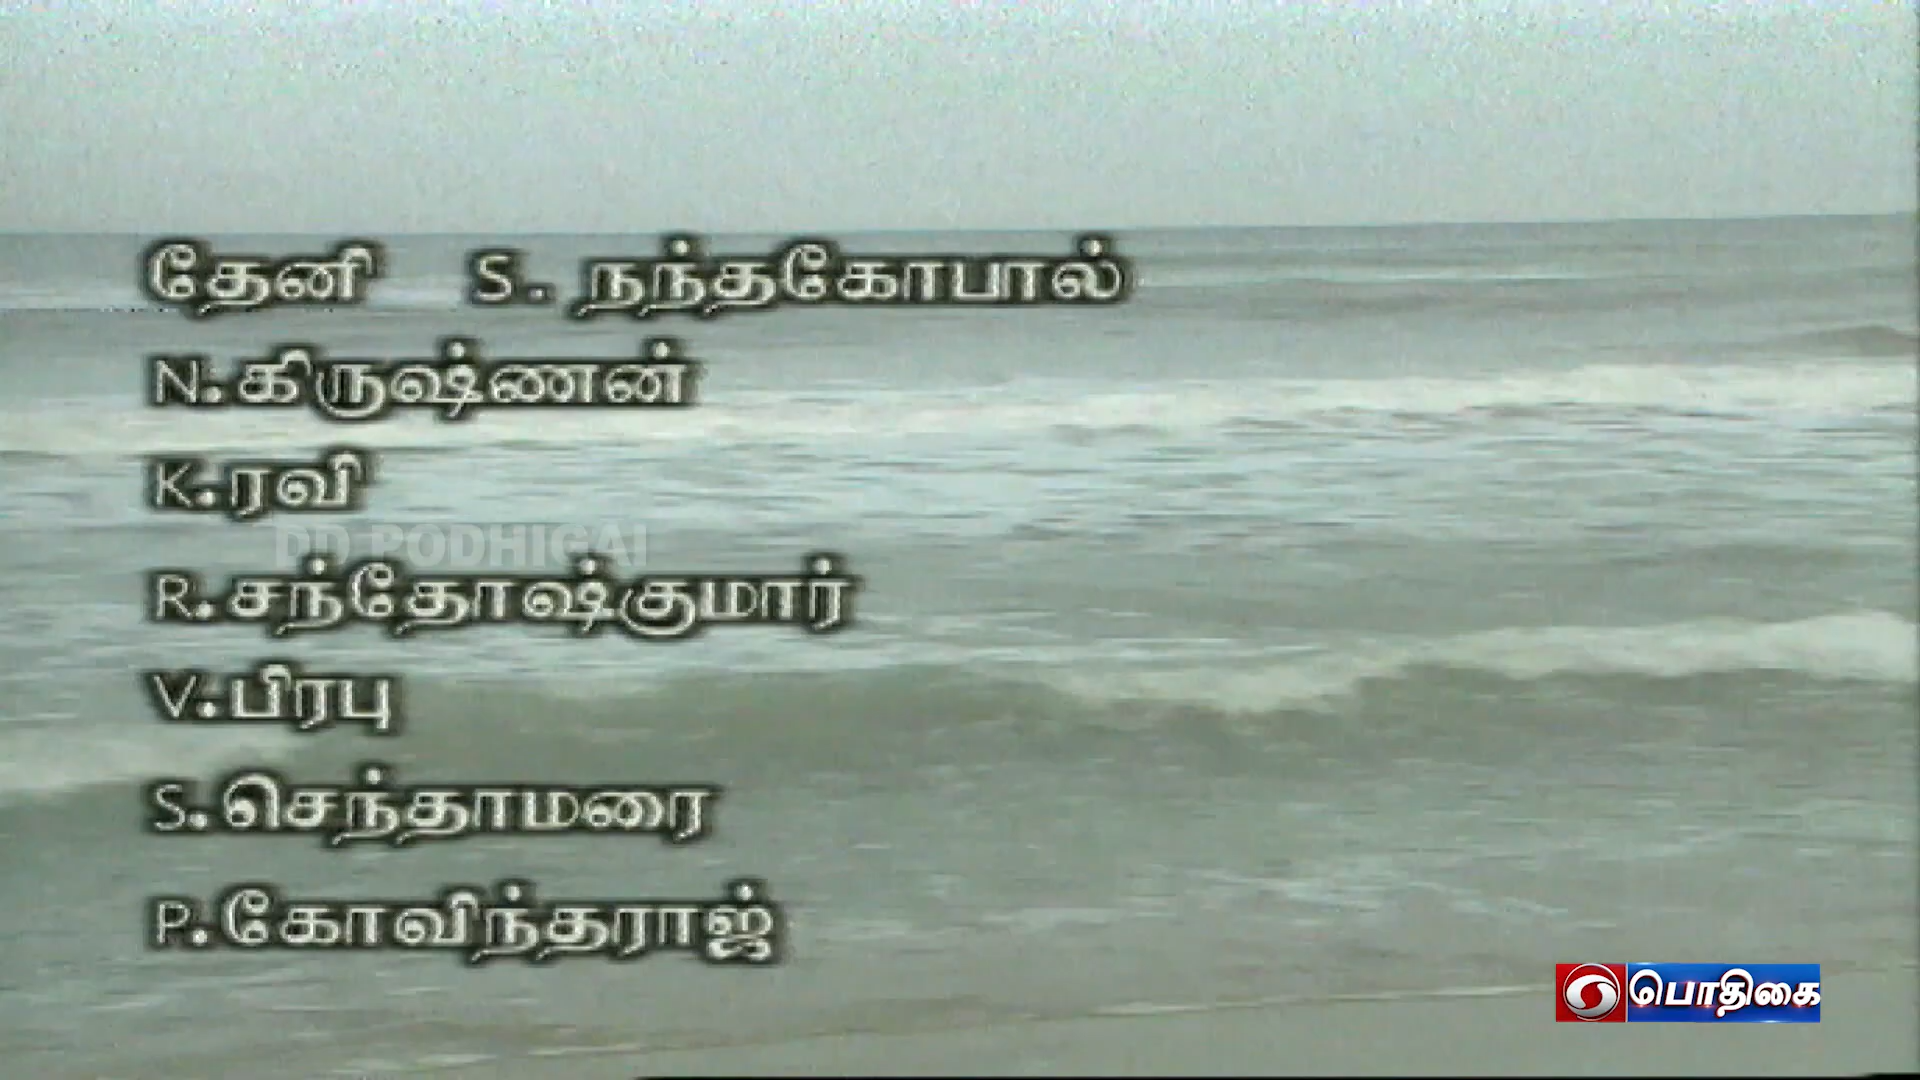 தேனி S. நந்தகோபால்
N.கிருஷ்ணன்
K.ரவி
DD PODHIGAI
R.சந்தோஷ்குமார்
V.பிரபு
S.செந்தாமரை
P.கோவிந்தராஜ்
பொதிகை